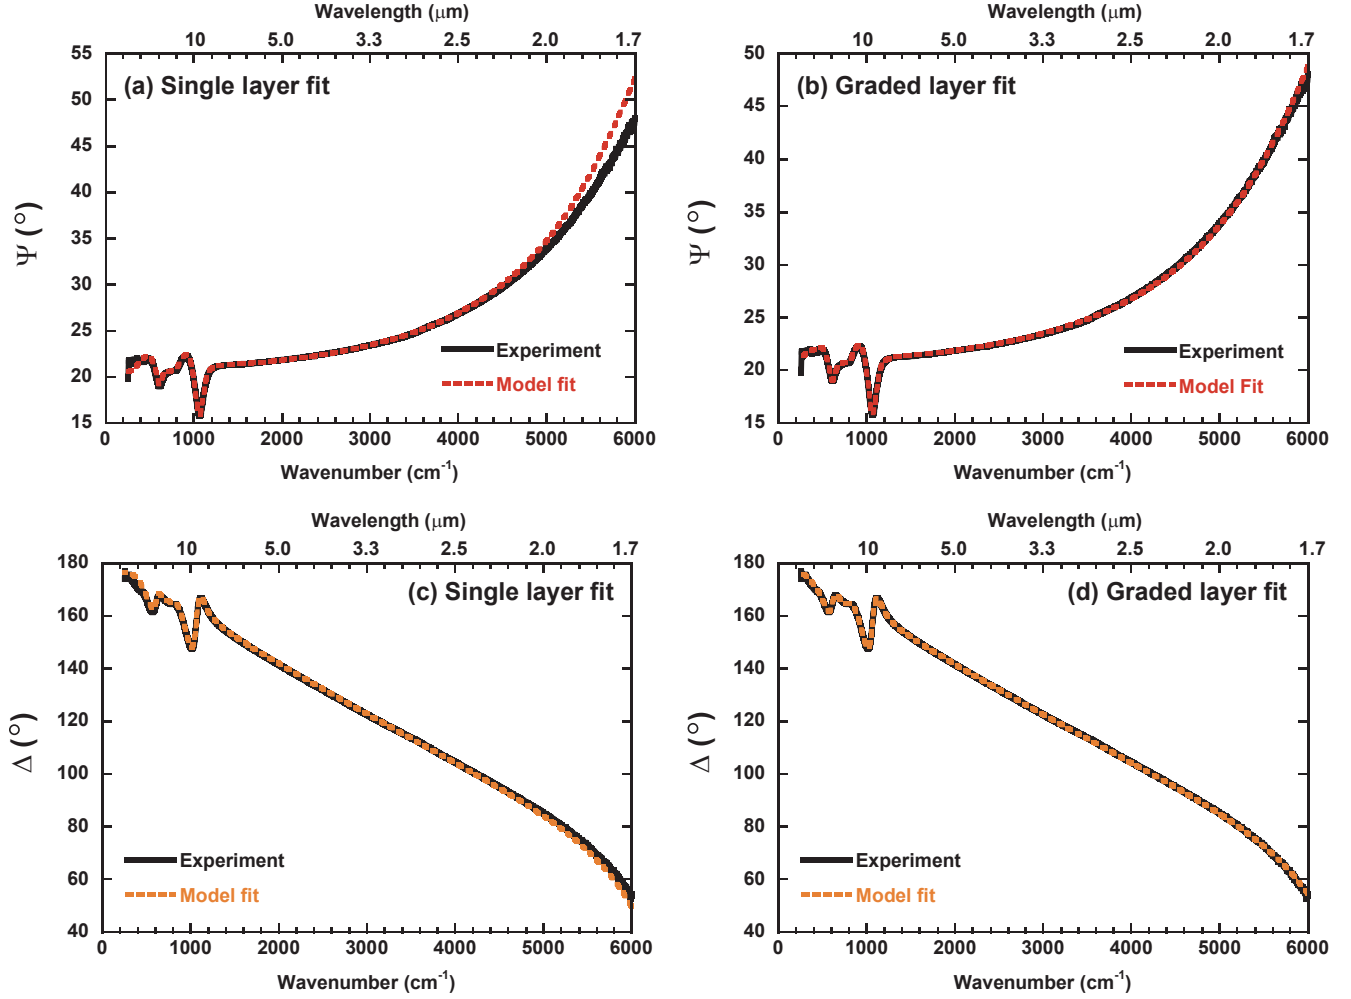 Wavelength (μm)
10 5.0 3.3 2.5 2.0 1.7
(a) Single layer fit
Ψ (°)
55
50
45
40
35
30
25
20
15
Experiment
Model fit
0 1000 2000 3000 4000 5000 6000
Wavenumber (cm⁻¹)
Wavelength (μm)
10 5.0 3.3 2.5 2.0 1.7
(b) Graded layer fit
Ψ (°)
50
45
40
35
30
25
20
15
Experiment
Model Fit
0 1000 2000 3000 4000 5000 6000
Wavenumber (cm⁻¹)
Wavelength (μm)
10 5.0 3.3 2.5 2.0 1.7
(c) Single layer fit
Δ (°)
180
160
140
120
100
80
60
40
Experiment
Model fit
0 1000 2000 3000 4000 5000 6000
Wavenumber (cm⁻¹)
Wavelength (μm)
10 5.0 3.3 2.5 2.0 1.7
(d) Graded layer fit
Δ (°)
180
160
140
120
100
80
60
40
Experiment
Model fit
0 1000 2000 3000 4000 5000 6000
Wavenumber (cm⁻¹)